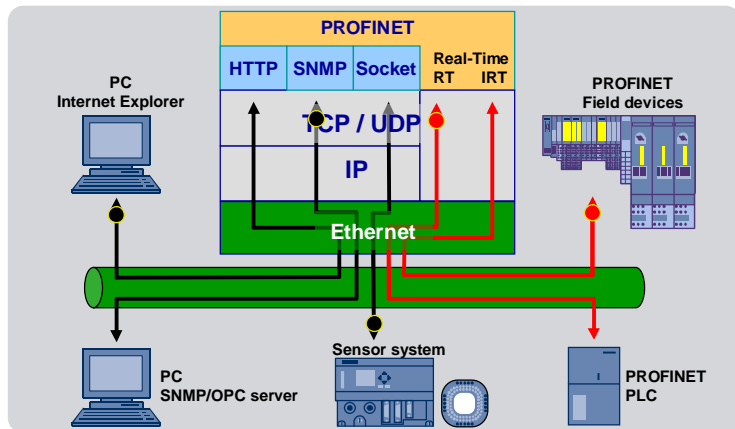 PROFINET
HTTP SNMP Socket Real-Time
RT IRT
PC
Internet Explorer
PROFINET
Field devices
TCP / UDP
IP
Ethernet
Sensor system
PC
SNMP/OPC server
PROFINET
PLC